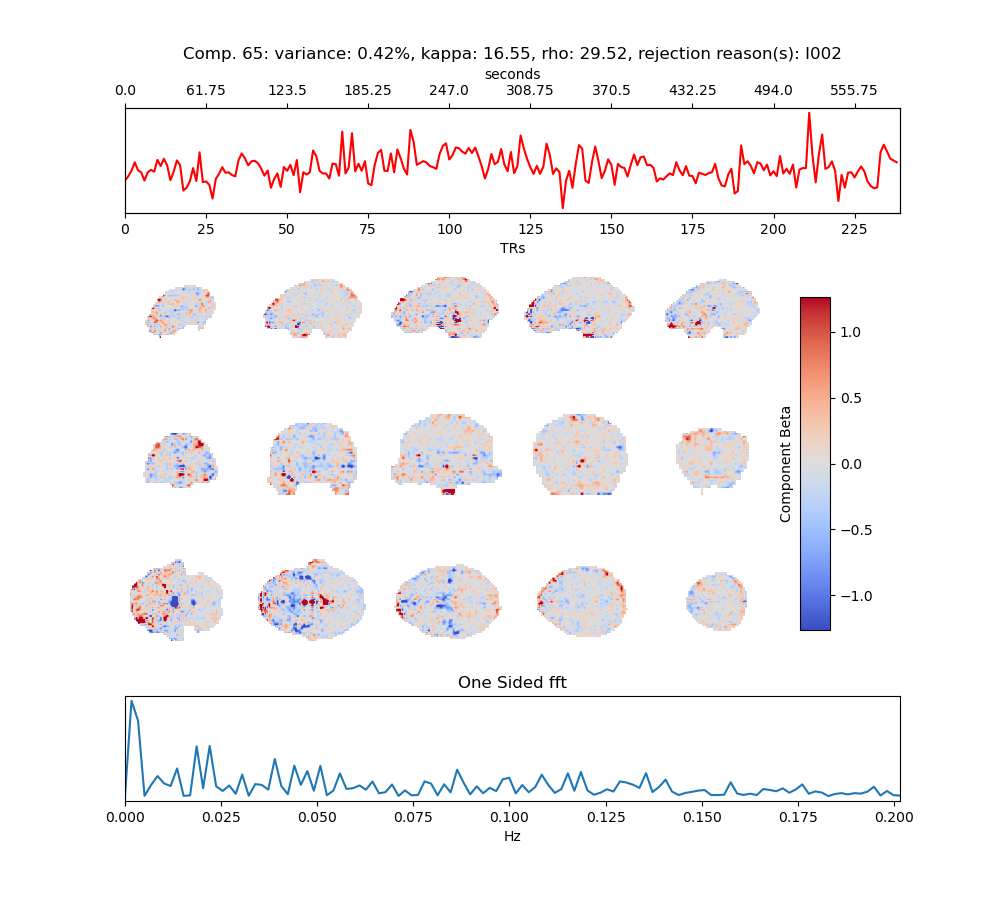 Comp. 65: variance: 0.42%, kappa: 16.55, rho: 29.52, rejection reason(s): I002
seconds
0.0 61.75 123.5 185.25 247.0 308.75 370.5 432.25 494.0 555.75
0 25 50 75 100 125 150 175 200 225
TRs
1.0
0.5
0.0
−0.5
−1.0
Component Beta
One Sided fft
0.000 0.025 0.050 0.075 0.100 0.125 0.150 0.175 0.200
Hz